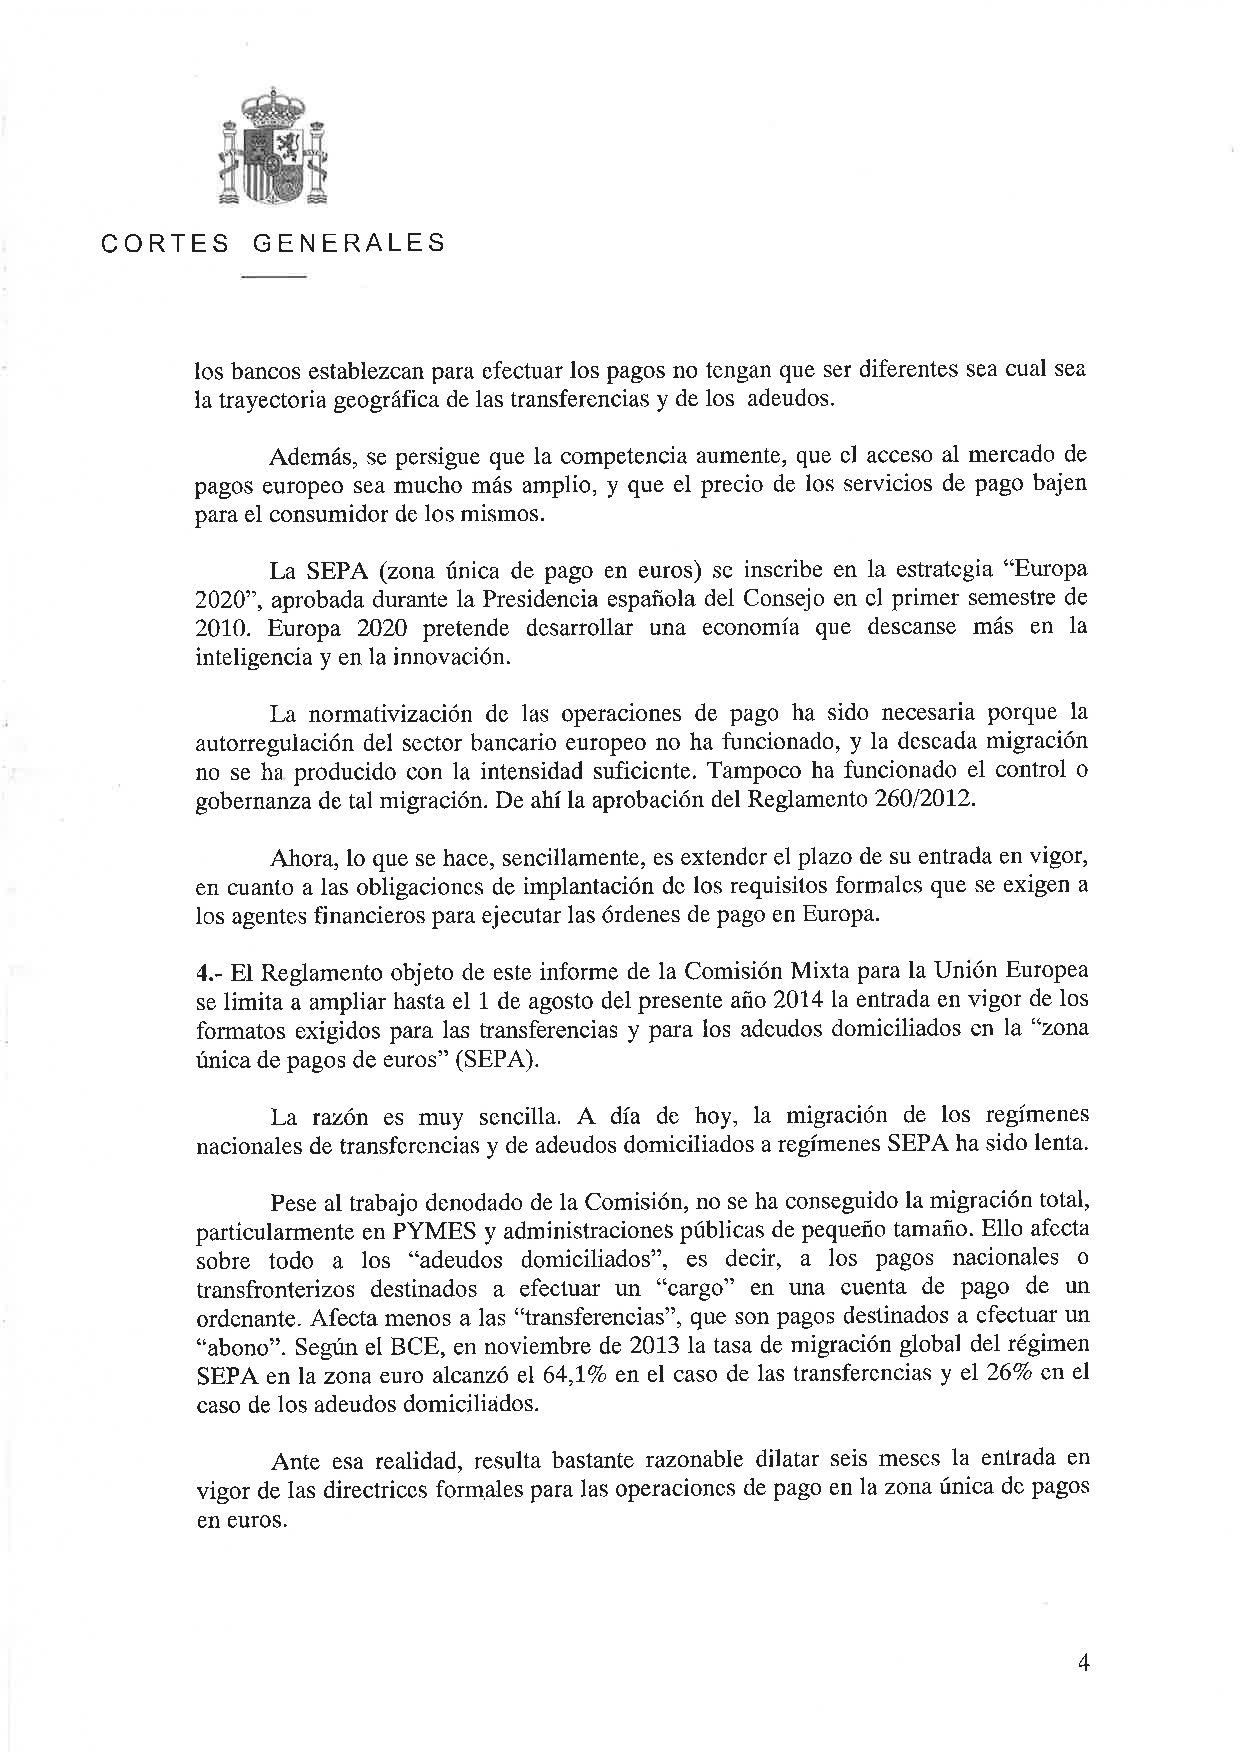 CORTES GENERALES
los bancos establezcan para efectuar los pagos no tengan que ser diferentes sea cual sea
la trayectoria geográfica de las transferencias y de los adeudos.
Además, se persigue que la competencia aumente, que el acceso al mercado de
pagos europeo sea mucho más amplio, y que el precio de los servicios de pago bajen
para el consumidor de los mismos.
La SEPA (zona única de pago en euros) se inscribe en la estrategia “Europa
2020”, aprobada durante la Presidencia española del Consejo en el primer semestre de
2010. Europa 2020 pretende desarrollar una economía que descanse más en la
inteligencia y en la innovación.
La normativización de las operaciones de pago ha sido necesaria porque la
autorregulación del sector bancario europeo no ha funcionado, y la deseada migración
no se ha producido con la intensidad suficiente. Tampoco ha funcionado el control o
gobernanza de tal migración. De ahí la aprobación del Reglamento 260/2012.
Ahora, lo que se hace, sencillamente, es extender el plazo de su entrada en vigor,
en cuanto a las obligaciones de implantación de los requisitos formales que se exigen a
los agentes financieros para ejecutar las órdenes de pago en Europa.
4.- El Reglamento objeto de este informe de la Comisión Mixta para la Unión Europea
se limita a ampliar hasta el 1 de agosto del presente año 2014 la entrada en vigor de los
formatos exigidos para las transferencias y para los adeudos domiciliados en la “zona
única de pagos de euros” (SEPA).
La razón es muy sencilla. A día de hoy, la migración de los regímenes
nacionales de transferencias y de adeudos domiciliados a regímenes SEPA ha sido lenta.
Pese al trabajo denodado de la Comisión, no se ha conseguido la migración total,
particularmente en PYMES y administraciones públicas de pequeño tamaño. Ello afecta
sobre todo a los “adeudos domiciliados”, es decir, a los pagos nacionales o
transfronterizos destinados a efectuar un “cargo” en una cuenta de pago de un
ordenante. Afecta menos a las “transferencias”, que son pagos destinados a efectuar un
“abono”. Según el BCE, en noviembre de 2013 la tasa de migración global del régimen
SEPA en la zona euro alcanzó el 64,1% en el caso de las transferencias y el 26% en el
caso de los adeudos domiciliados.
Ante esa realidad, resulta bastante razonable dilatar seis meses la entrada en
vigor de las directrices formales para las operaciones de pago en la zona única de pagos
en euros.
4